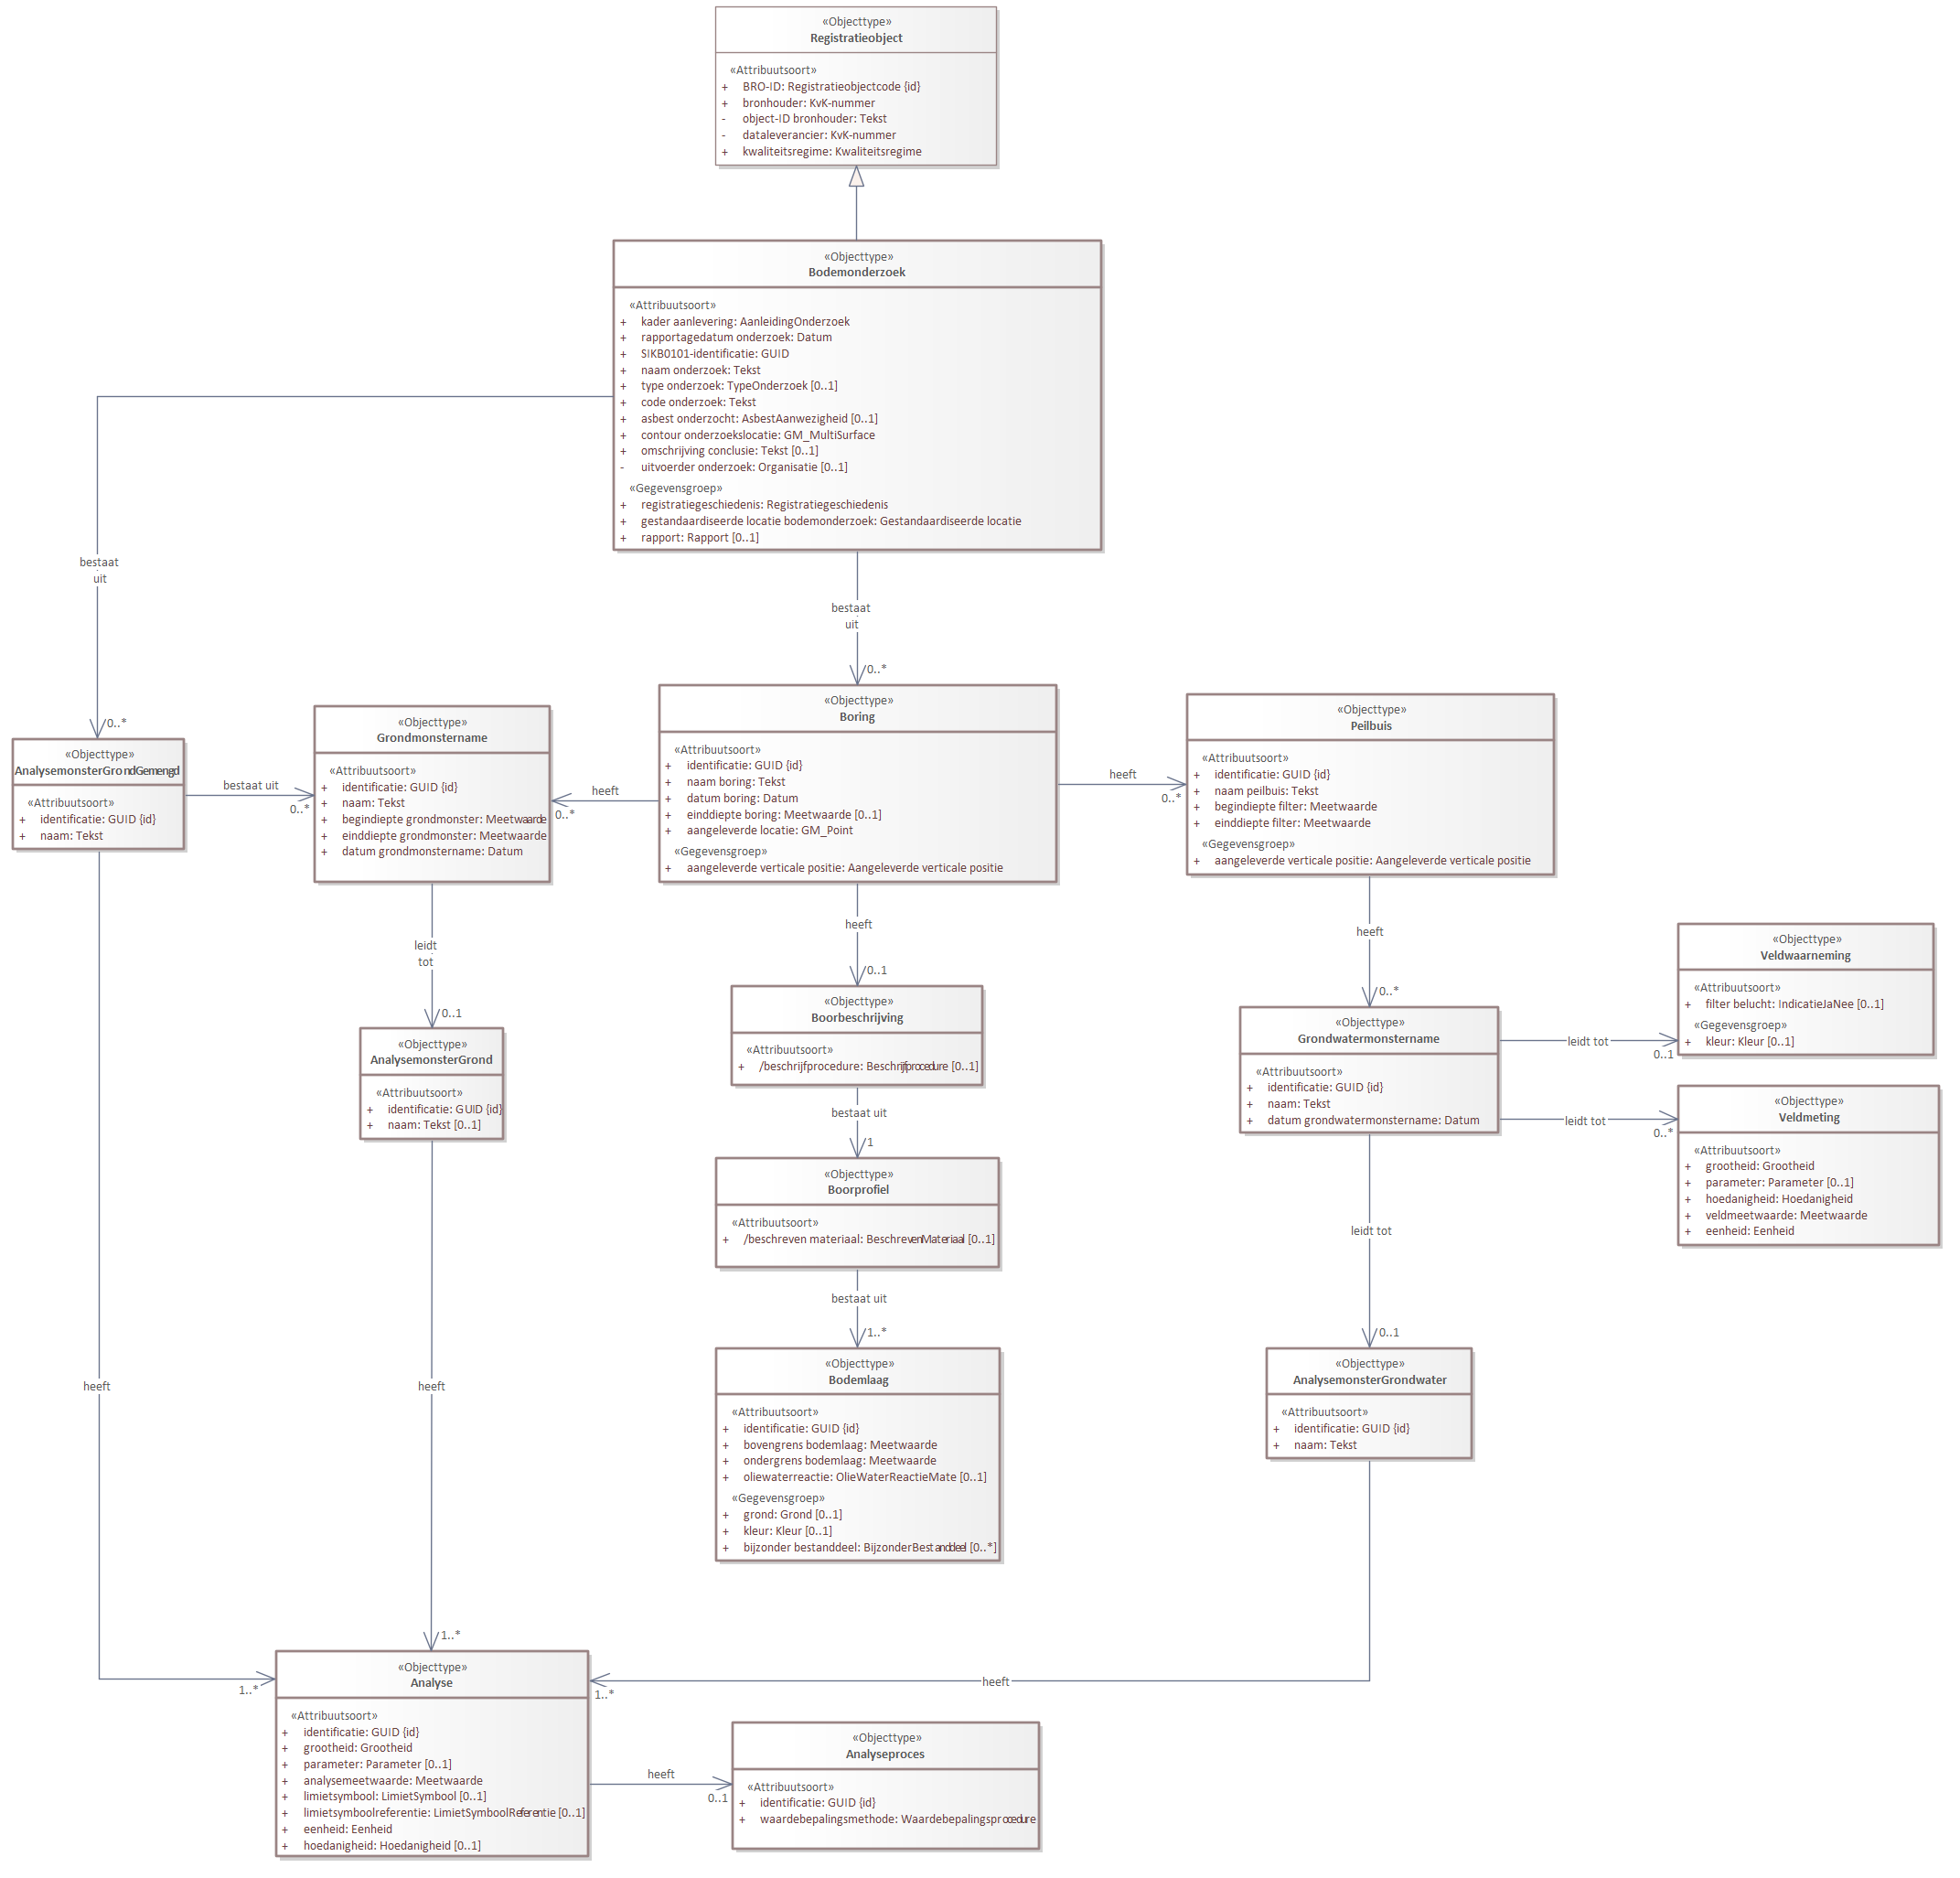 «Objecttype»
Registratieobject
«Attribuutsoort»
+ BRO-ID: Registratieobjectcode {id}
+ bronhouder: KvK-nummer
- object-ID bronhouder: Tekst
- dataleverancier: KvK-nummer
+ kwaliteitsregime: Kwaliteitsregime
«Objecttype»
Bodemonderzoek
«Attribuutsoort»
+ kader aanlevering: AanleidingOnderzoek
+ rapportagedatum onderzoek: Datum
+ SIKB0101-identificatie: GUID
+ naam onderzoek: Tekst
+ type onderzoek: TypeOnderzoek [0..1]
+ code onderzoek: Tekst
+ asbest onderzocht: AsbestAanwezigheid [0..1]
+ contour onderzoekslocatie: GM_MultiSurface
+ omschrijving conclusie: Tekst [0..1]
- uitvoerder onderzoek: Organisatie [0..1]
«Gegevensgroep»
+ registratiegeschiedenis: Registratiegeschiedenis
+ gestandaardiseerde locatie bodemonderzoek: Gestandaardiseerde locatie
+ rapport: Rapport [0..1]
bestaat
uit
0..*
bestaat
uit
0..*
«Objecttype»
AnalysemonsterGrondGemengd
«Attribuutsoort»
+ identificatie: GUID {id}
+ naam: Tekst
bestaat uit
0..*
«Objecttype»
Grondmonstername
«Attribuutsoort»
+ identificatie: GUID {id}
+ naam: Tekst
+ begindiepte grondmonster: Meetwaarde
+ einddiepte grondmonster: Meetwaarde
+ datum grondmonstername: Datum
heeft
0..*
«Objecttype»
Boring
«Attribuutsoort»
+ identificatie: GUID {id}
+ naam boring: Tekst
+ datum boring: Datum
+ einddiepte boring: Meetwaarde [0..1]
+ aangeleverde locatie: GM_Point
«Gegevensgroep»
+ aangeleverde verticale positie: Aangeleverde verticale positie
heeft
0..*
«Objecttype»
Peilbuis
«Attribuutsoort»
+ identificatie: GUID {id}
+ naam peilbuis: Tekst
+ begindiepte filter: Meetwaarde
+ einddiepte filter: Meetwaarde
«Gegevensgroep»
+ aangeleverde verticale positie: Aangeleverde verticale positie
leidt
tot
0..1
heeft
0..1
heeft
0..*
«Objecttype»
Veldwaarneming
«Attribuutsoort»
+ filter belucht: IndicatieJaNee [0..1]
«Gegevensgroep»
+ kleur: Kleur [0..1]
«Objecttype»
AnalysemonsterGrond
«Attribuutsoort»
+ identificatie: GUID {id}
+ naam: Tekst [0..1]
«Objecttype»
Boorbeschrijving
«Attribuutsoort»
+ /beschrijfprocedure: Beschrijfprocedure [0..1]
«Objecttype»
Grondwatermonstername
«Attribuutsoort»
+ identificatie: GUID {id}
+ naam: Tekst
+ datum grondwatermonstername: Datum
leidt tot
0..1
leidt tot
0..*
«Objecttype»
Veldmeting
«Attribuutsoort»
+ grootheid: Grootheid
+ parameter: Parameter [0..1]
+ hoedanigheid: Hoedanigheid
+ veldmeetwaarde: Meetwaarde
+ eenheid: Eenheid
bestaat uit
1
«Objecttype»
Boorprofiel
«Attribuutsoort»
+ /beschreven materiaal: BeschrevenMateriaal [0..1]
leidt tot
0..1
bestaat uit
1..*
«Objecttype»
Bodemlaag
«Attribuutsoort»
+ identificatie: GUID {id}
+ bovengrens bodemlaag: Meetwaarde
+ ondergrens bodemlaag: Meetwaarde
+ oliewaterreactie: OlieWaterReactieMate [0..1]
«Gegevensgroep»
+ grond: Grond [0..1]
+ kleur: Kleur [0..1]
+ bijzonder bestanddeel: BijzonderBestanddeel [0..*]
«Objecttype»
AnalysemonsterGrondwater
«Attribuutsoort»
+ identificatie: GUID {id}
+ naam: Tekst
heeft
1..*
heeft
1..*
heeft
1..*
«Objecttype»
Analyse
«Attribuutsoort»
+ identificatie: GUID {id}
+ grootheid: Grootheid
+ parameter: Parameter [0..1]
+ analysemeetwaarde: Meetwaarde
+ limietsymbool: LimietSymbool [0..1]
+ limietsymboolreferentie: LimietSymboolReferentie [0..1]
+ eenheid: Eenheid
+ hoedanigheid: Hoedanigheid [0..1]
heeft
0..1
«Objecttype»
Analyseproces
«Attribuutsoort»
+ identificatie: GUID {id}
+ waardebepalingsmethode: Waardebepalingsprocedure